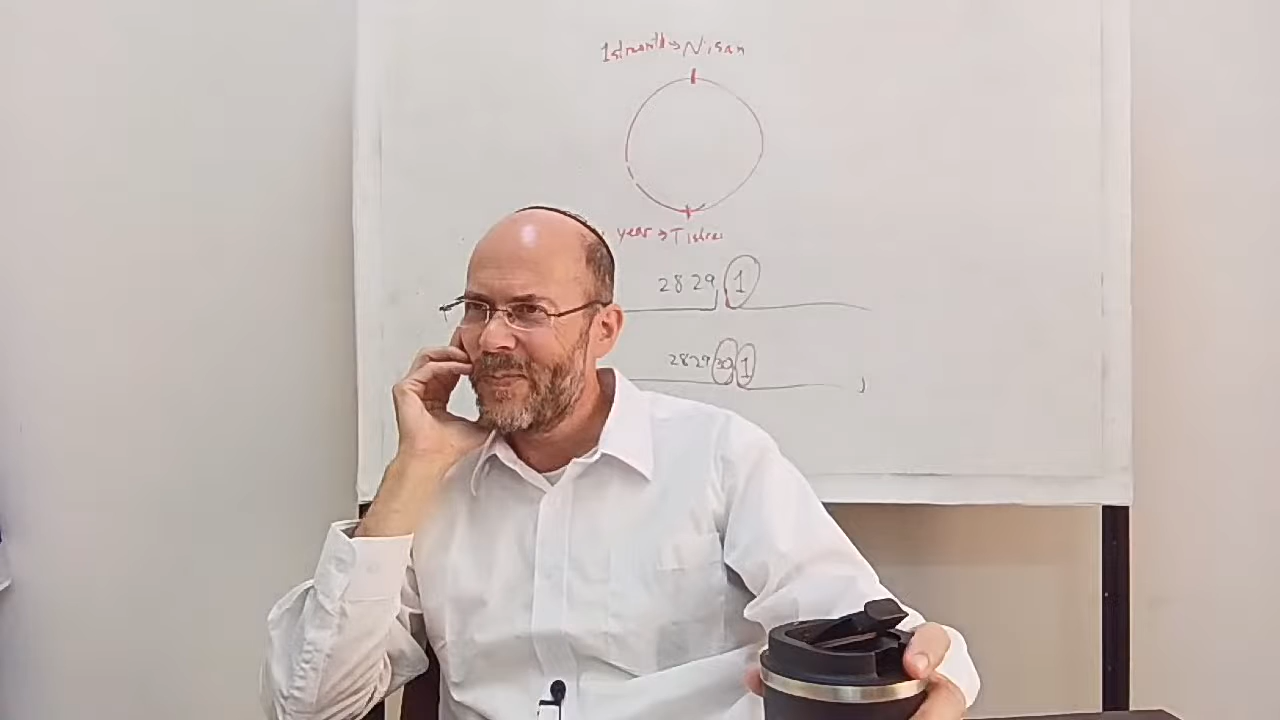 1st month → Nisan
year → Tishrei
28 29 1
28 29 30 1